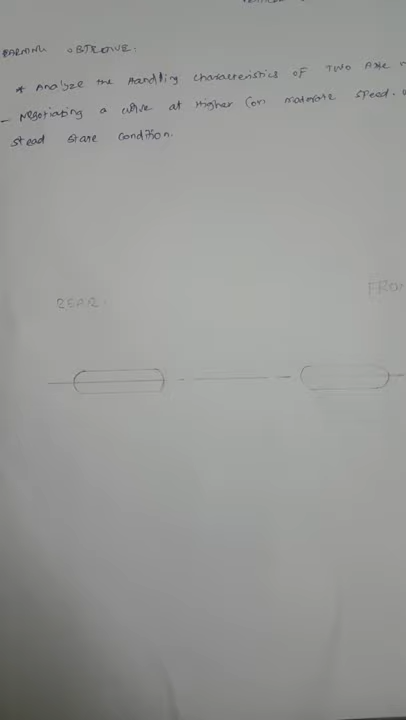 EARNING OBJECTIVE:
* Analyze the Handling characteristics OF TWO Axle
- Negotiating a curve at Higher (or moderate speed.
stead state condition.
REAR.
FRON